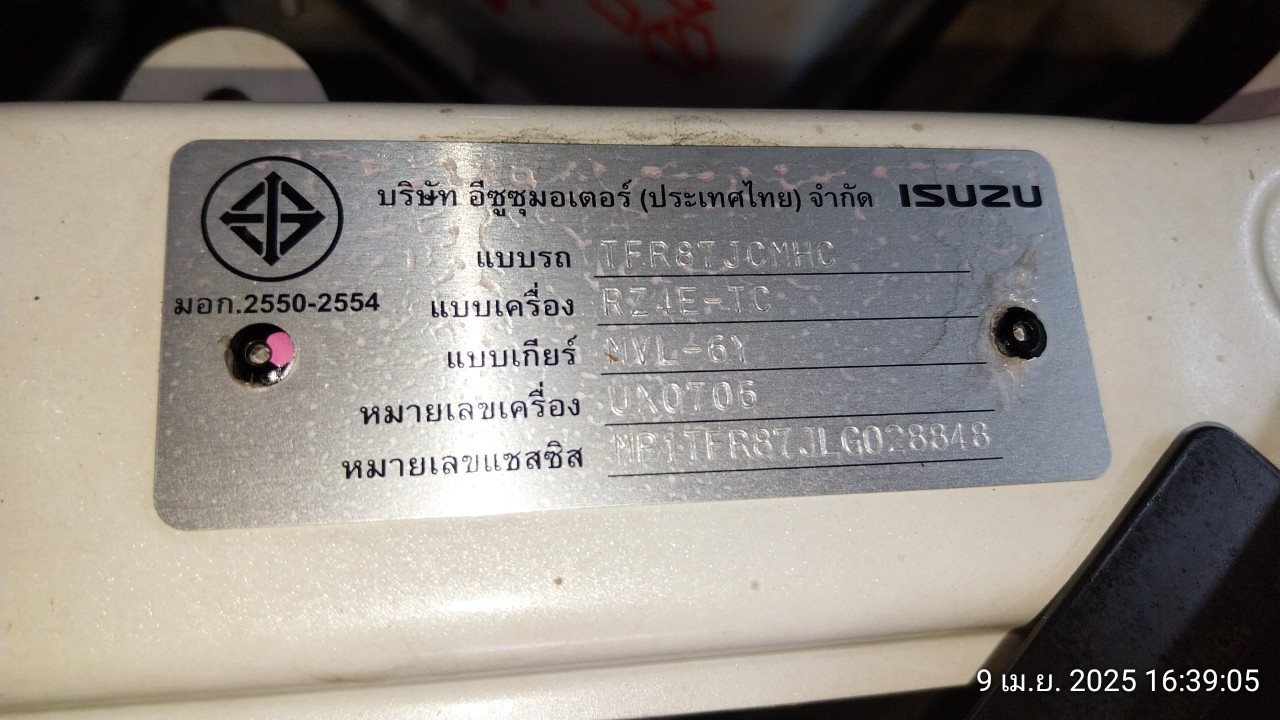 บริษัท อีซูซุมอเตอร์ (ประเทศไทย) จำกัด ISUZU
แบบรถ TFR87JCMHC
มอก.2550-2554
แบบเครื่อง RZ4E-TC
แบบเกียร์ MVL-6Y
หมายเลขเครื่อง UX0706
หมายเลขแชสซิส MP1TFR87JLG028848
9 เม.ย. 2025 16:39:05